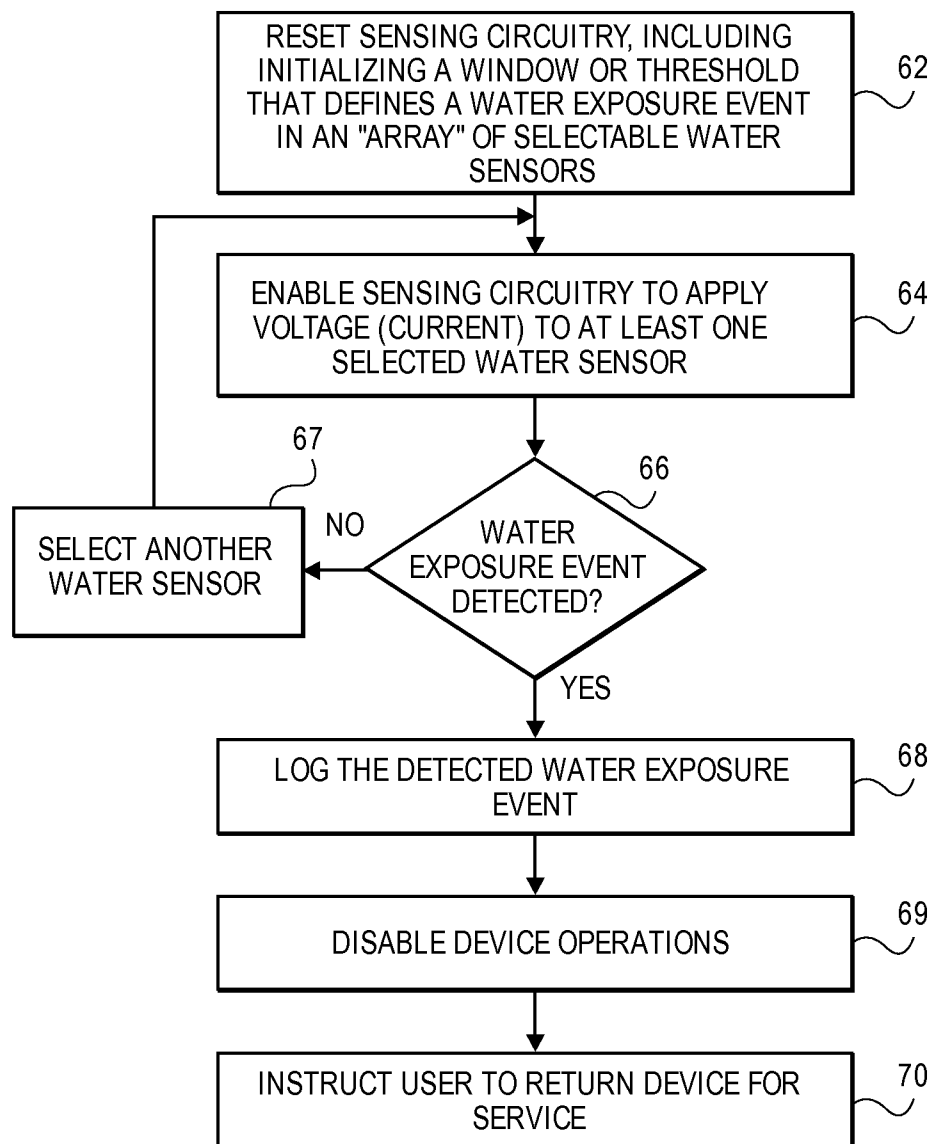 RESET SENSING CIRCUITRY, INCLUDING
INITIALIZING A WINDOW OR THRESHOLD
THAT DEFINES A WATER EXPOSURE EVENT
IN AN "ARRAY" OF SELECTABLE WATER
SENSORS
62
ENABLE SENSING CIRCUITRY TO APPLY
VOLTAGE (CURRENT) TO AT LEAST ONE
SELECTED WATER SENSOR
64
67
66
SELECT ANOTHER
WATER SENSOR
NO
WATER
EXPOSURE EVENT
DETECTED?
YES
LOG THE DETECTED WATER EXPOSURE
EVENT
68
DISABLE DEVICE OPERATIONS
69
INSTRUCT USER TO RETURN DEVICE FOR
SERVICE
70